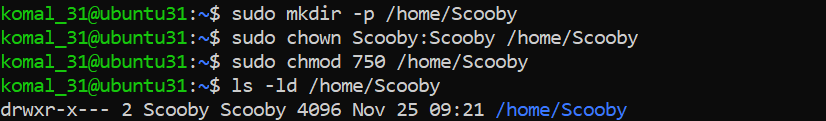 komal_31@ubuntu31:~$ sudo mkdir -p /home/Scooby
komal_31@ubuntu31:~$ sudo chown Scooby:Scooby /home/Scooby
komal_31@ubuntu31:~$ sudo chmod 750 /home/Scooby
komal_31@ubuntu31:~$ ls -ld /home/Scooby
drwxr-x--- 2 Scooby Scooby 4096 Nov 25 09:21 /home/Scooby